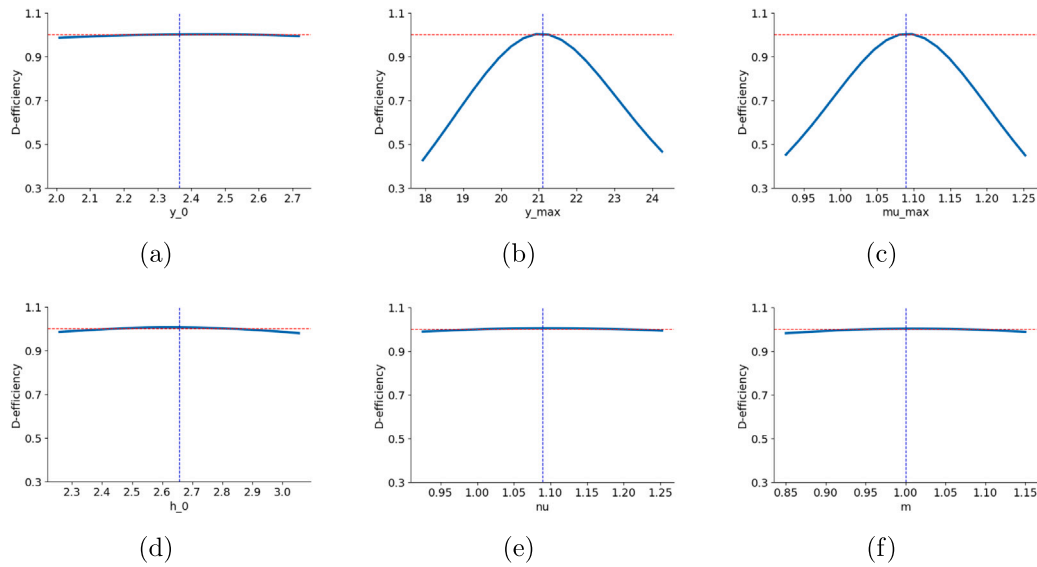 1.1 1.1 1.1
0.9 0.9 0.9
0.7 0.7 0.7
0.5 0.5 0.5
0.3 0.3 0.3
D-efficiency D-efficiency D-efficiency
2.0 2.1 2.2 2.3 2.4 2.5 2.6 2.7 18 19 20 21 22 23 24 0.95 1.00 1.05 1.10 1.15 1.20 1.25
y_0 y_max mu_max
(a) (b) (c)
1.1 1.1 1.1
0.9 0.9 0.9
0.7 0.7 0.7
0.5 0.5 0.5
0.3 0.3 0.3
D-efficiency D-efficiency D-efficiency
2.3 2.4 2.5 2.6 2.7 2.8 2.9 3.0 0.95 1.00 1.05 1.10 1.15 1.20 1.25 0.85 0.90 0.95 1.00 1.05 1.10 1.15
h_0 nu m
(d) (e) (f)